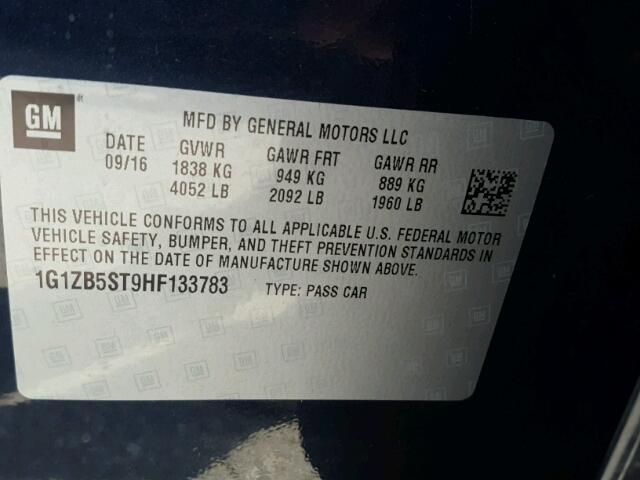 GM
MFD BY GENERAL MOTORS LLC
DATE GVWR GAWR FRT GAWR RR
09/16 1838 KG 949 KG 889 KG
4052 LB 2092 LB 1960 LB
THIS VEHICLE CONFORMS TO ALL APPLICABLE U.S. FEDERAL MOTOR
VEHICLE SAFETY, BUMPER, AND THEFT PREVENTION STANDARDS IN
EFFECT ON THE DATE OF MANUFACTURE SHOWN ABOVE.
1G1ZB5ST9HF133783 TYPE: PASS CAR